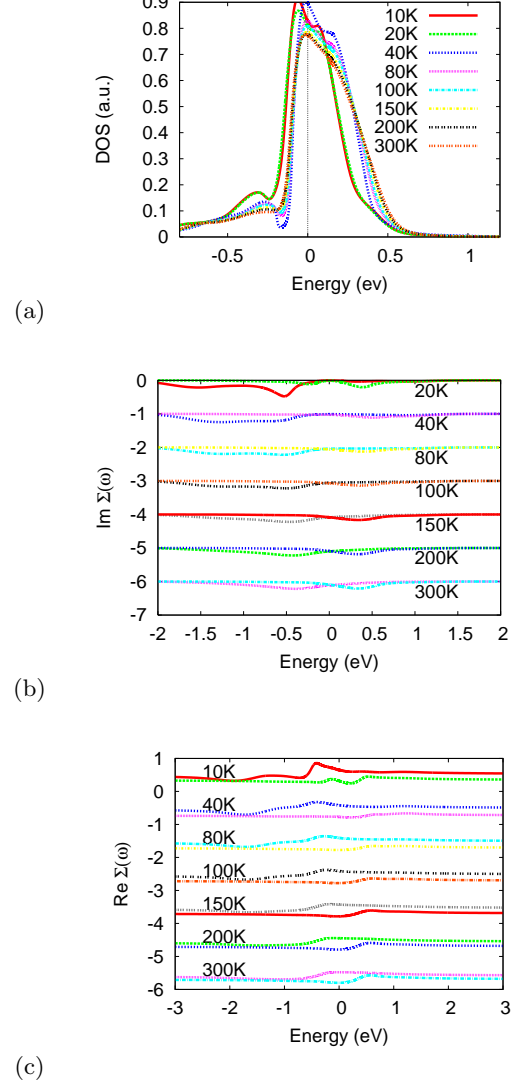 0.9
0.8
0.7
0.6
0.5
0.4
0.3
0.2
0.1
0
DOS (a.u.)
10K
20K
40K
80K
100K
150K
200K
300K
-0.5 0 0.5 1
Energy (ev)
(a)
0
-1
-2
-3
-4
-5
-6
-7
Im Σ(ω)
20K
40K
80K
100K
150K
200K
300K
-2 -1.5 -1 -0.5 0 0.5 1 1.5 2
Energy (eV)
(b)
1
0
-1
-2
-3
-4
-5
-6
Re Σ(ω)
10K
40K
80K
100K
150K
200K
300K
-3 -2 -1 0 1 2 3
Energy (eV)
(c)